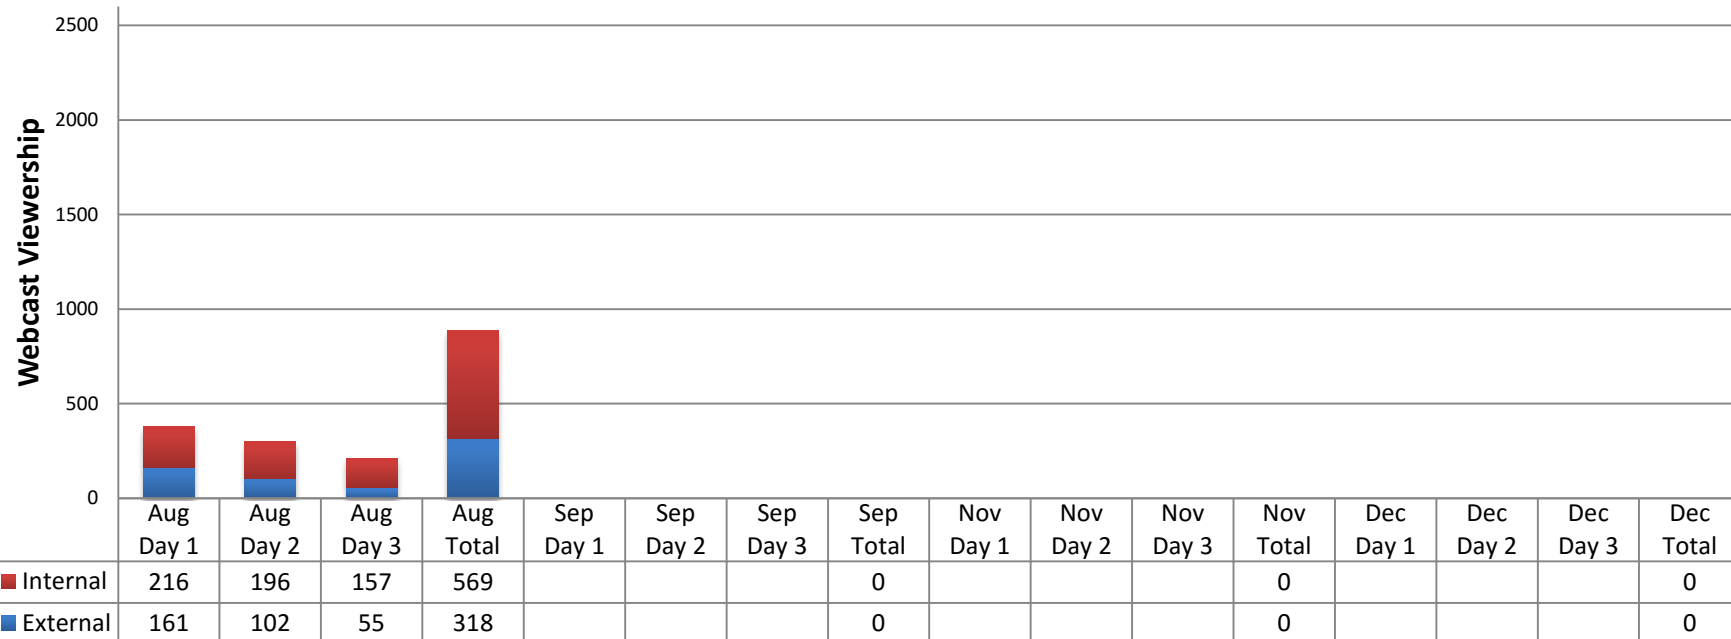 Webcast Viewership
2500
2000
1500
1000
500
0
Aug Day 1 Aug Day 2 Aug Day 3 Aug Total Sep Day 1 Sep Day 2 Sep Day 3 Sep Total Nov Day 1 Nov Day 2 Nov Day 3 Nov Total Dec Day 1 Dec Day 2 Dec Day 3 Dec Total
Internal 216 196 157 569 0 0 0
External 161 102 55 318 0 0 0